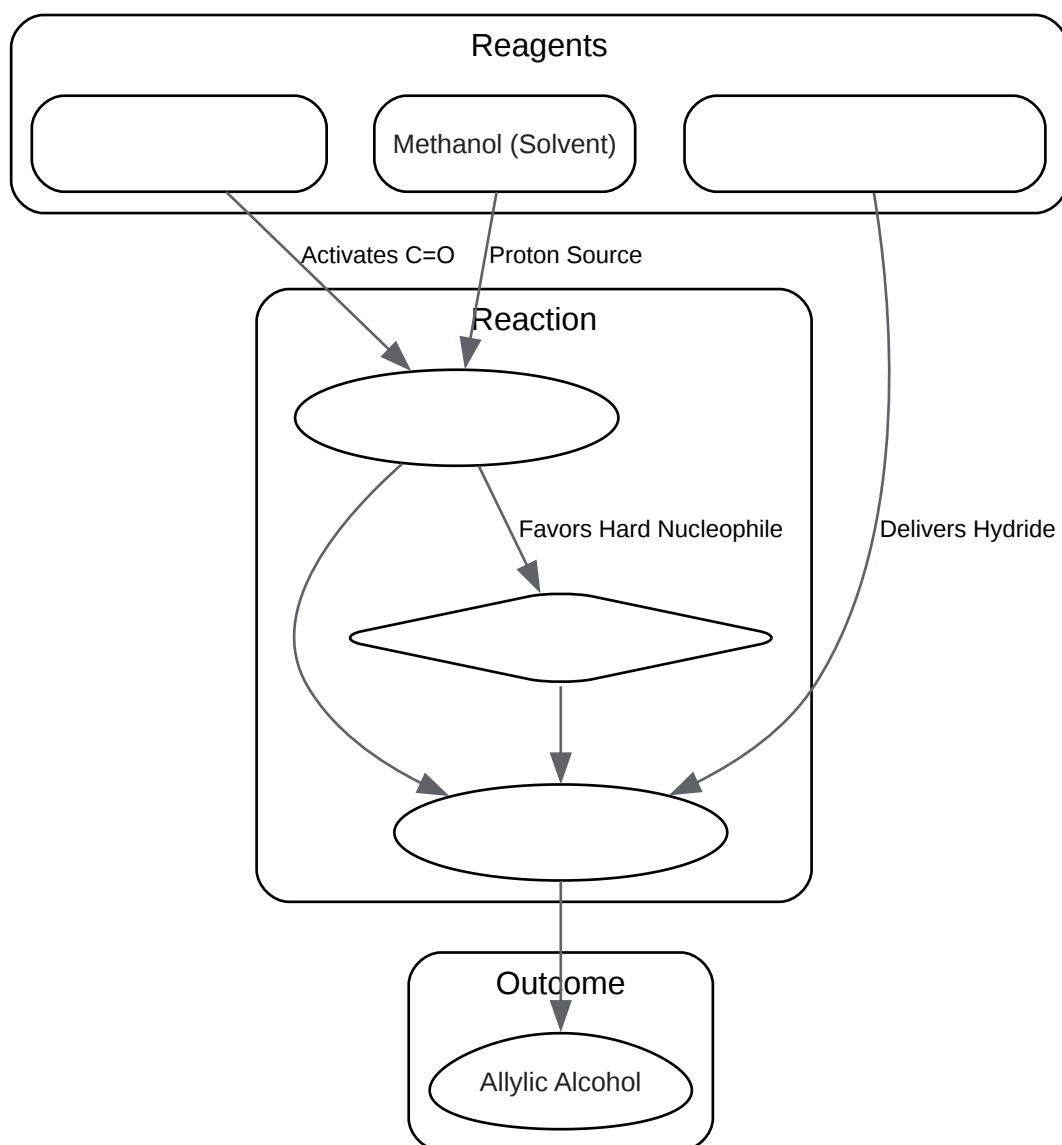 Reagents
Methanol (Solvent)
Activates C=O
Proton Source
Reaction
Favors Hard Nucleophile
Delivers Hydride
Outcome
Allylic Alcohol